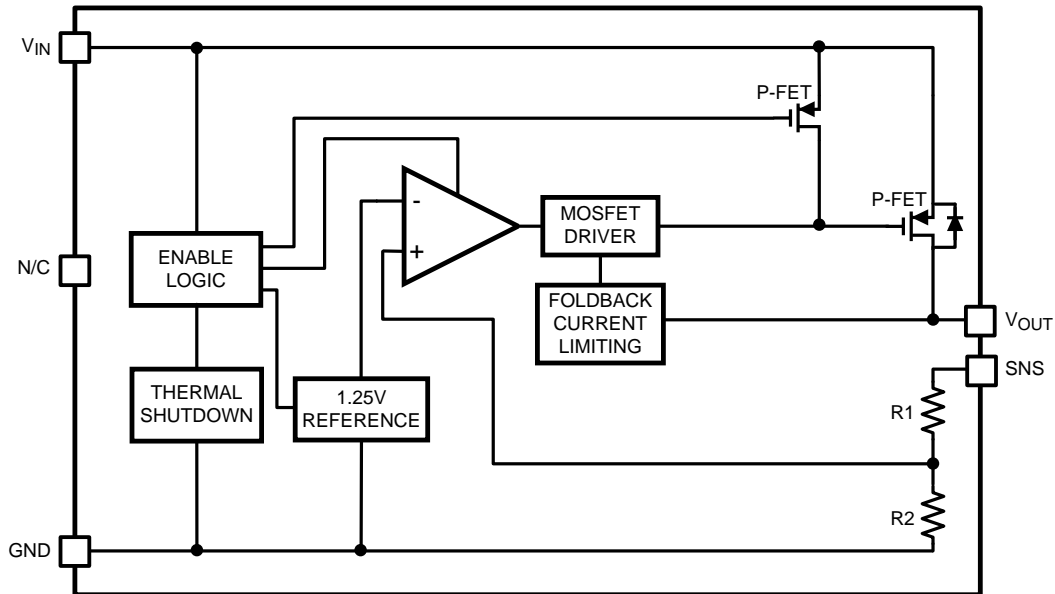 VIN
P-FET
P-FET
-
+
MOSFET
DRIVER
N/C
ENABLE
LOGIC
FOLDBACK
CURRENT
LIMITING
VOUT
SNS
THERMAL
SHUTDOWN
1.25V
REFERENCE
R1
R2
GND